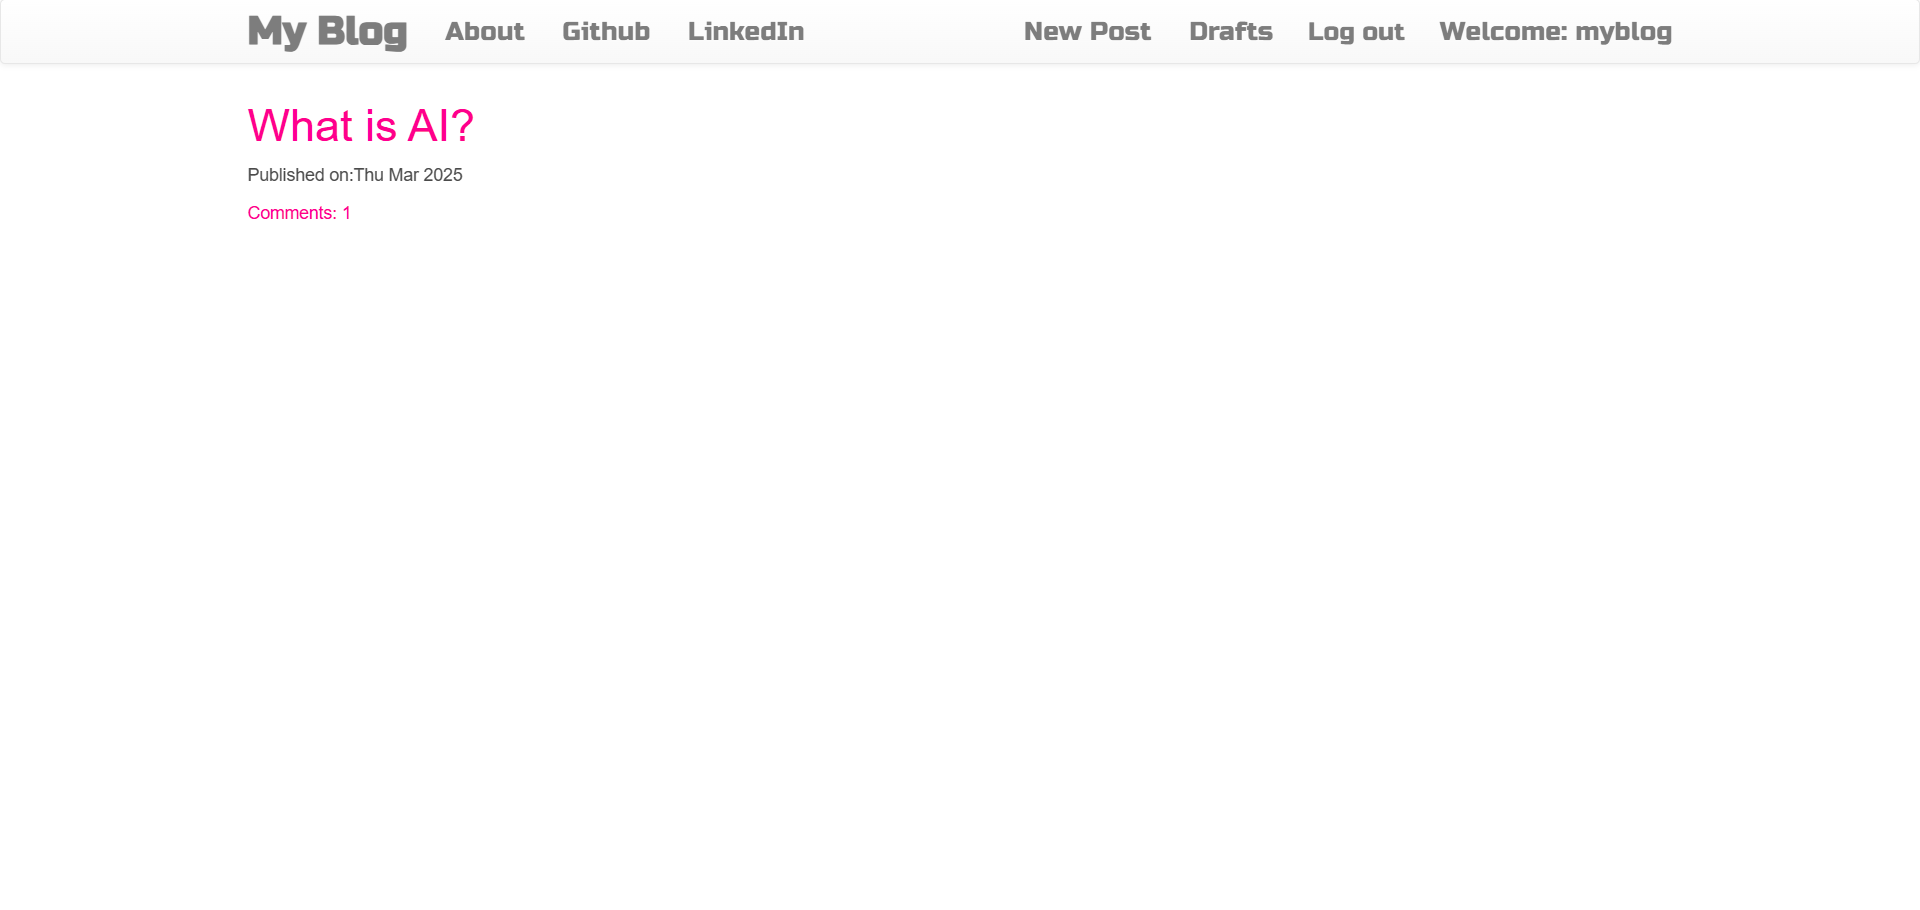 My Blog About Github LinkedIn New Post Drafts Log out Welcome: myblog
What is AI?
Published on:Thu Mar 2025
Comments: 1